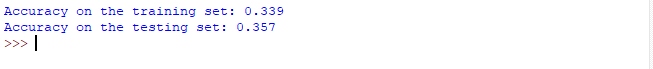 Accuracy on the training set: 0.339
Accuracy on the testing set: 0.357
>>>